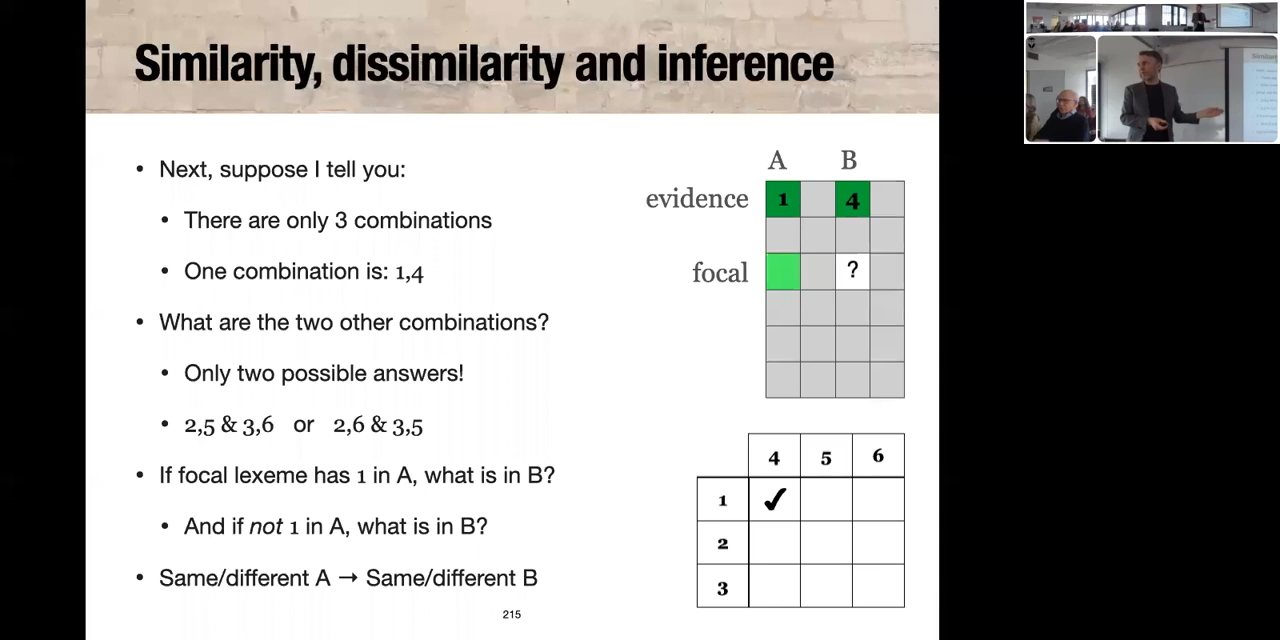 Similarity, dissimilarity and inference
• Next, suppose I tell you:
• There are only 3 combinations
• One combination is: 1,4
• What are the two other combinations?
• Only two possible answers!
• 2,5 & 3,6 or 2,6 & 3,5
• If focal lexeme has 1 in A, what is in B?
• And if not 1 in A, what is in B?
• Same/different A → Same/different B
215
A B
evidence 1 4
focal ?
4 5 6
1 ✓
2
3